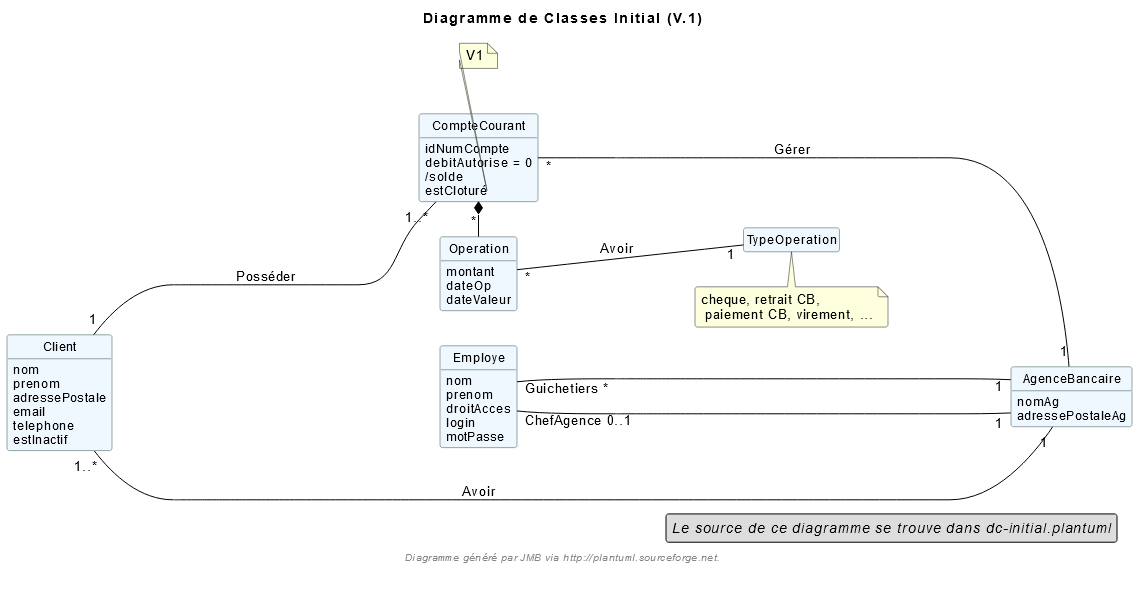 Diagramme de Classes Initial (V.1)
V1
CompteCourant
idNumCompte
debitAutorise = 0
/solde
estCloturé
*
Gérer
1
1..*
Posséder
1
*
Operation
montant
dateOp
dateValeur
*
Avoir
1
TypeOperation
cheque, retrait CB,
paiement CB, virement, ...
Client
nom
prenom
adressePostale
email
telephone
estInactif
Employe
nom
prenom
droitAcces
login
motPasse
Guichetiers *
1
ChefAgence 0..1
1
AgenceBancaire
nomAg
adressePostaleAg
1..*
Avoir
1
Le source de ce diagramme se trouve dans dc-initial.plantuml
Diagramme généré par JMB via http://plantuml.sourceforge.net.